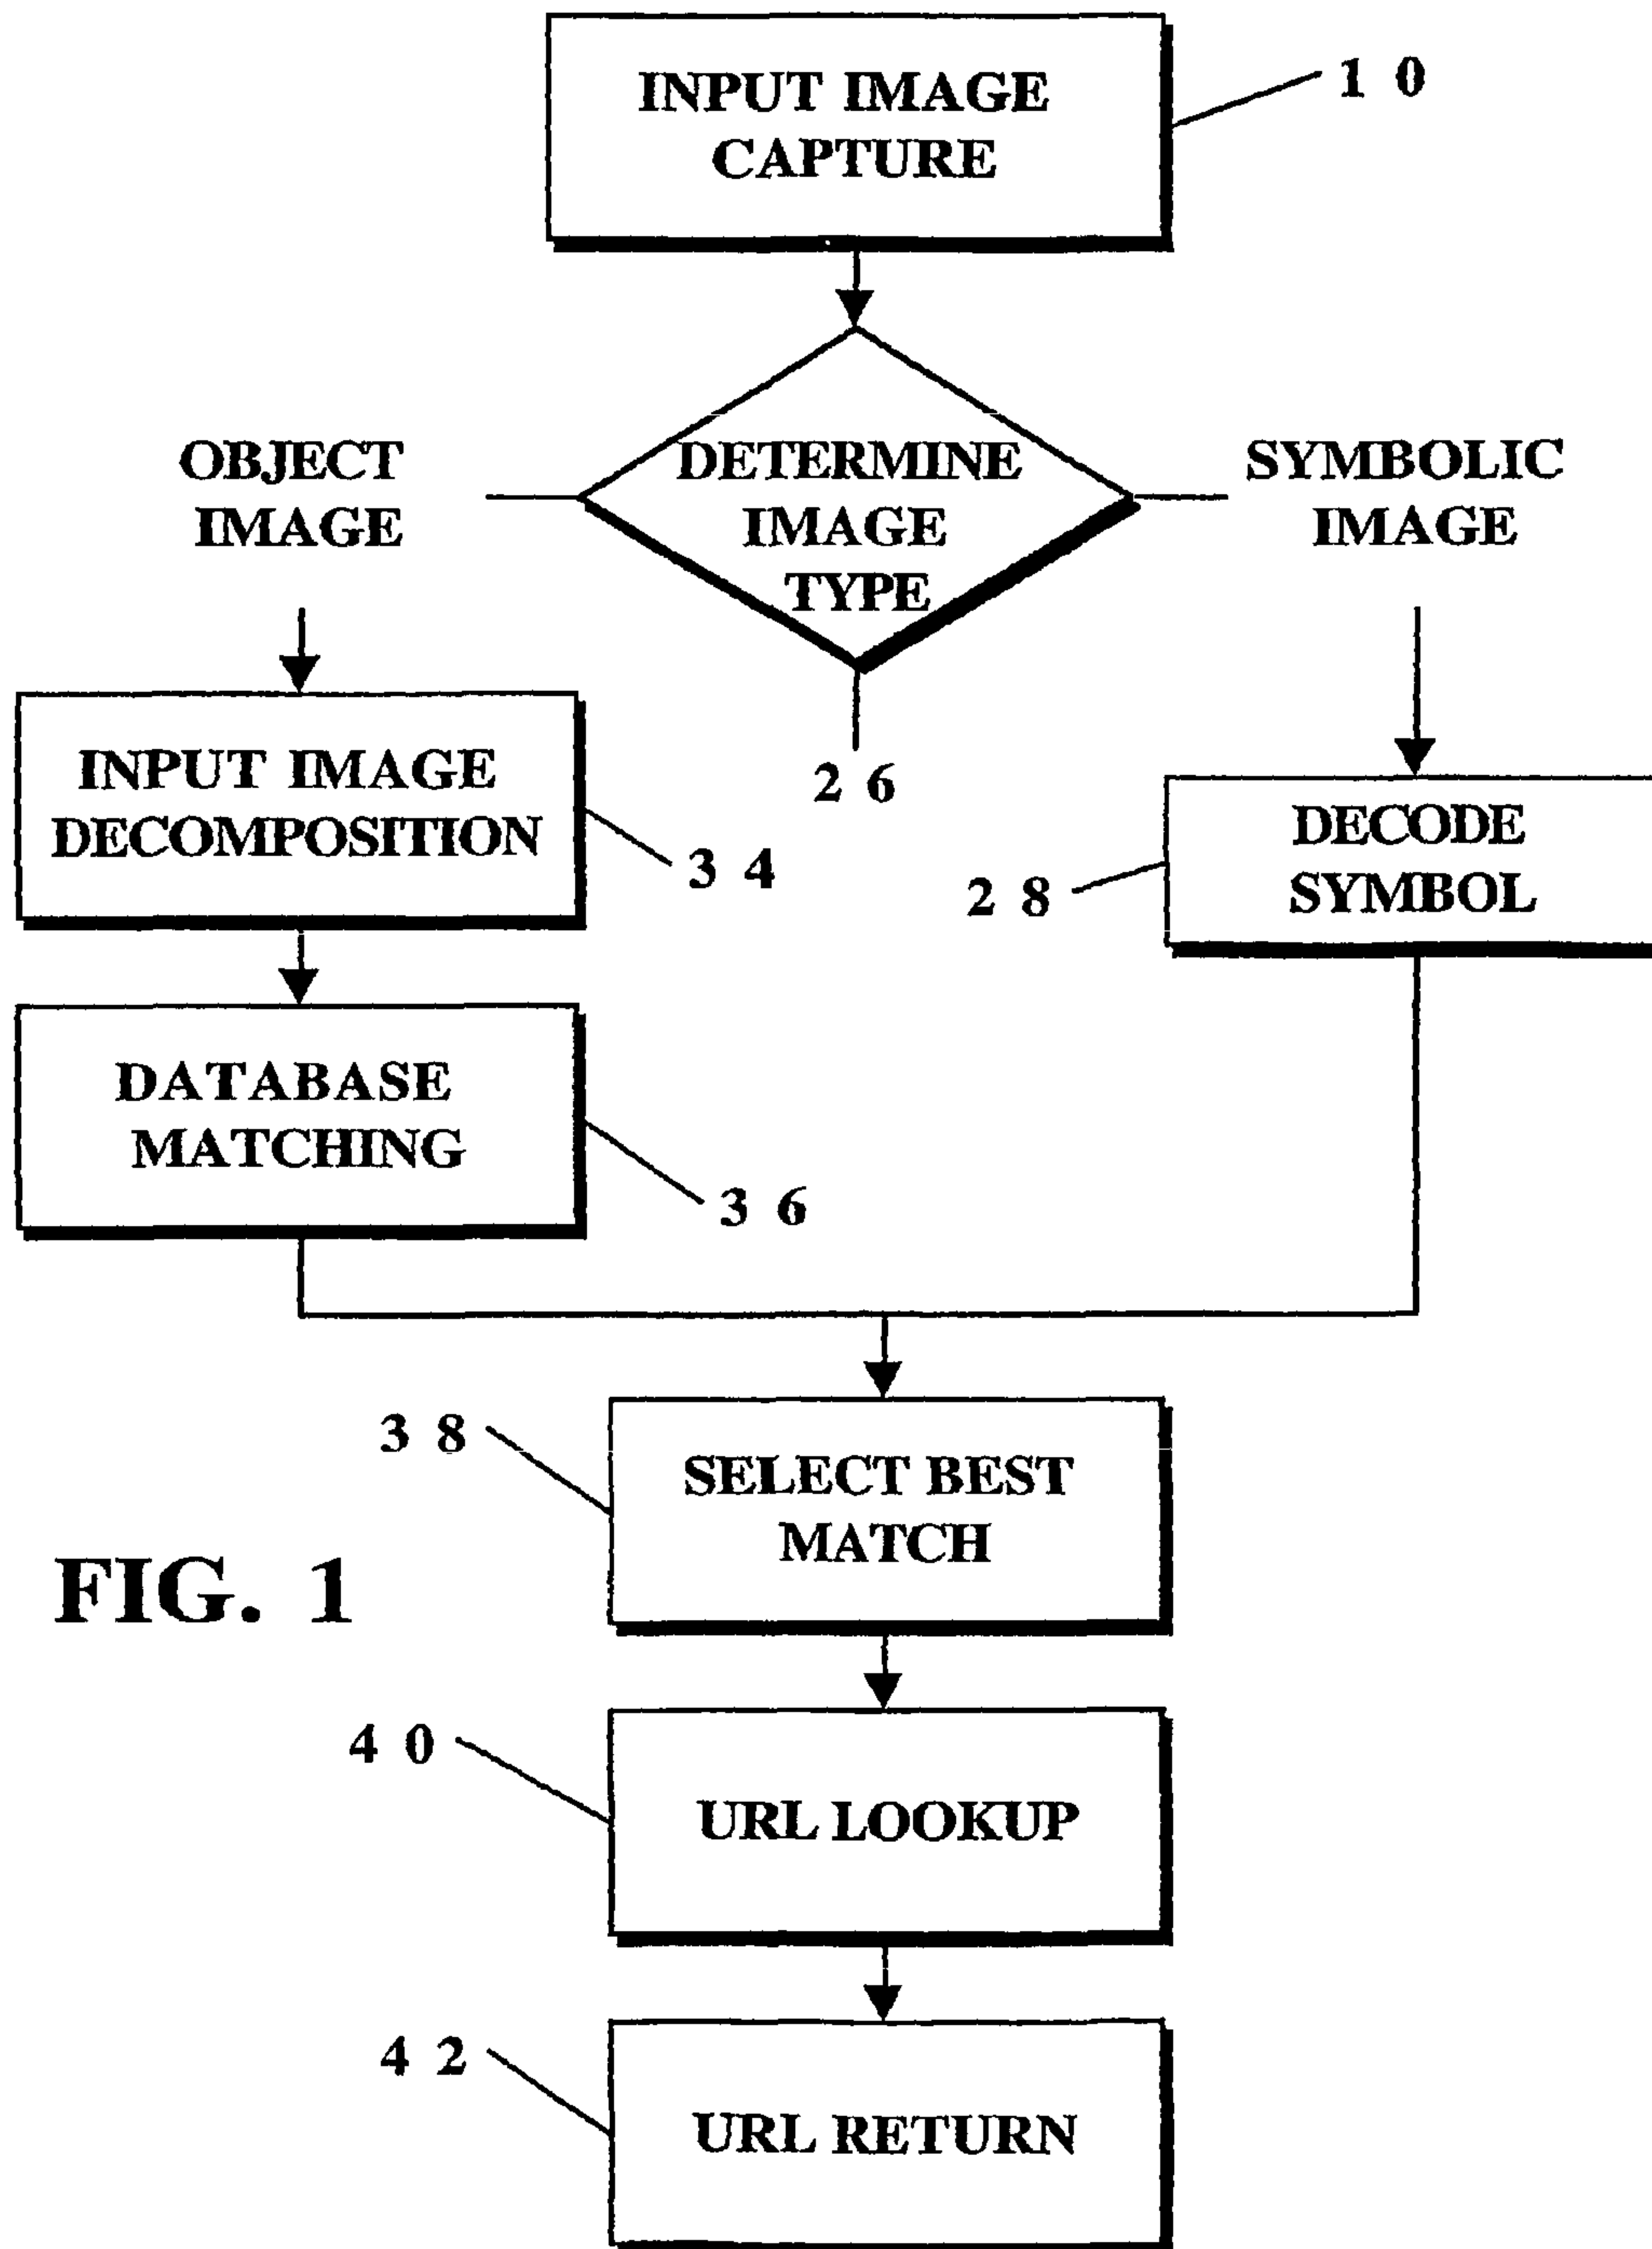 INPUT IMAGE
CAPTURE
1 0
OBJECT
IMAGE
DETERMINE
IMAGE
TYPE
SYMBOLIC
IMAGE
2 6
INPUT IMAGE
DECOMPOSITION
3 4
DECODE
SYMBOL
2 8
DATABASE
MATCHING
3 6
3 8
SELECT BEST
MATCH
FIG. 1
4 0
URL LOOKUP
4 2
URL RETURN